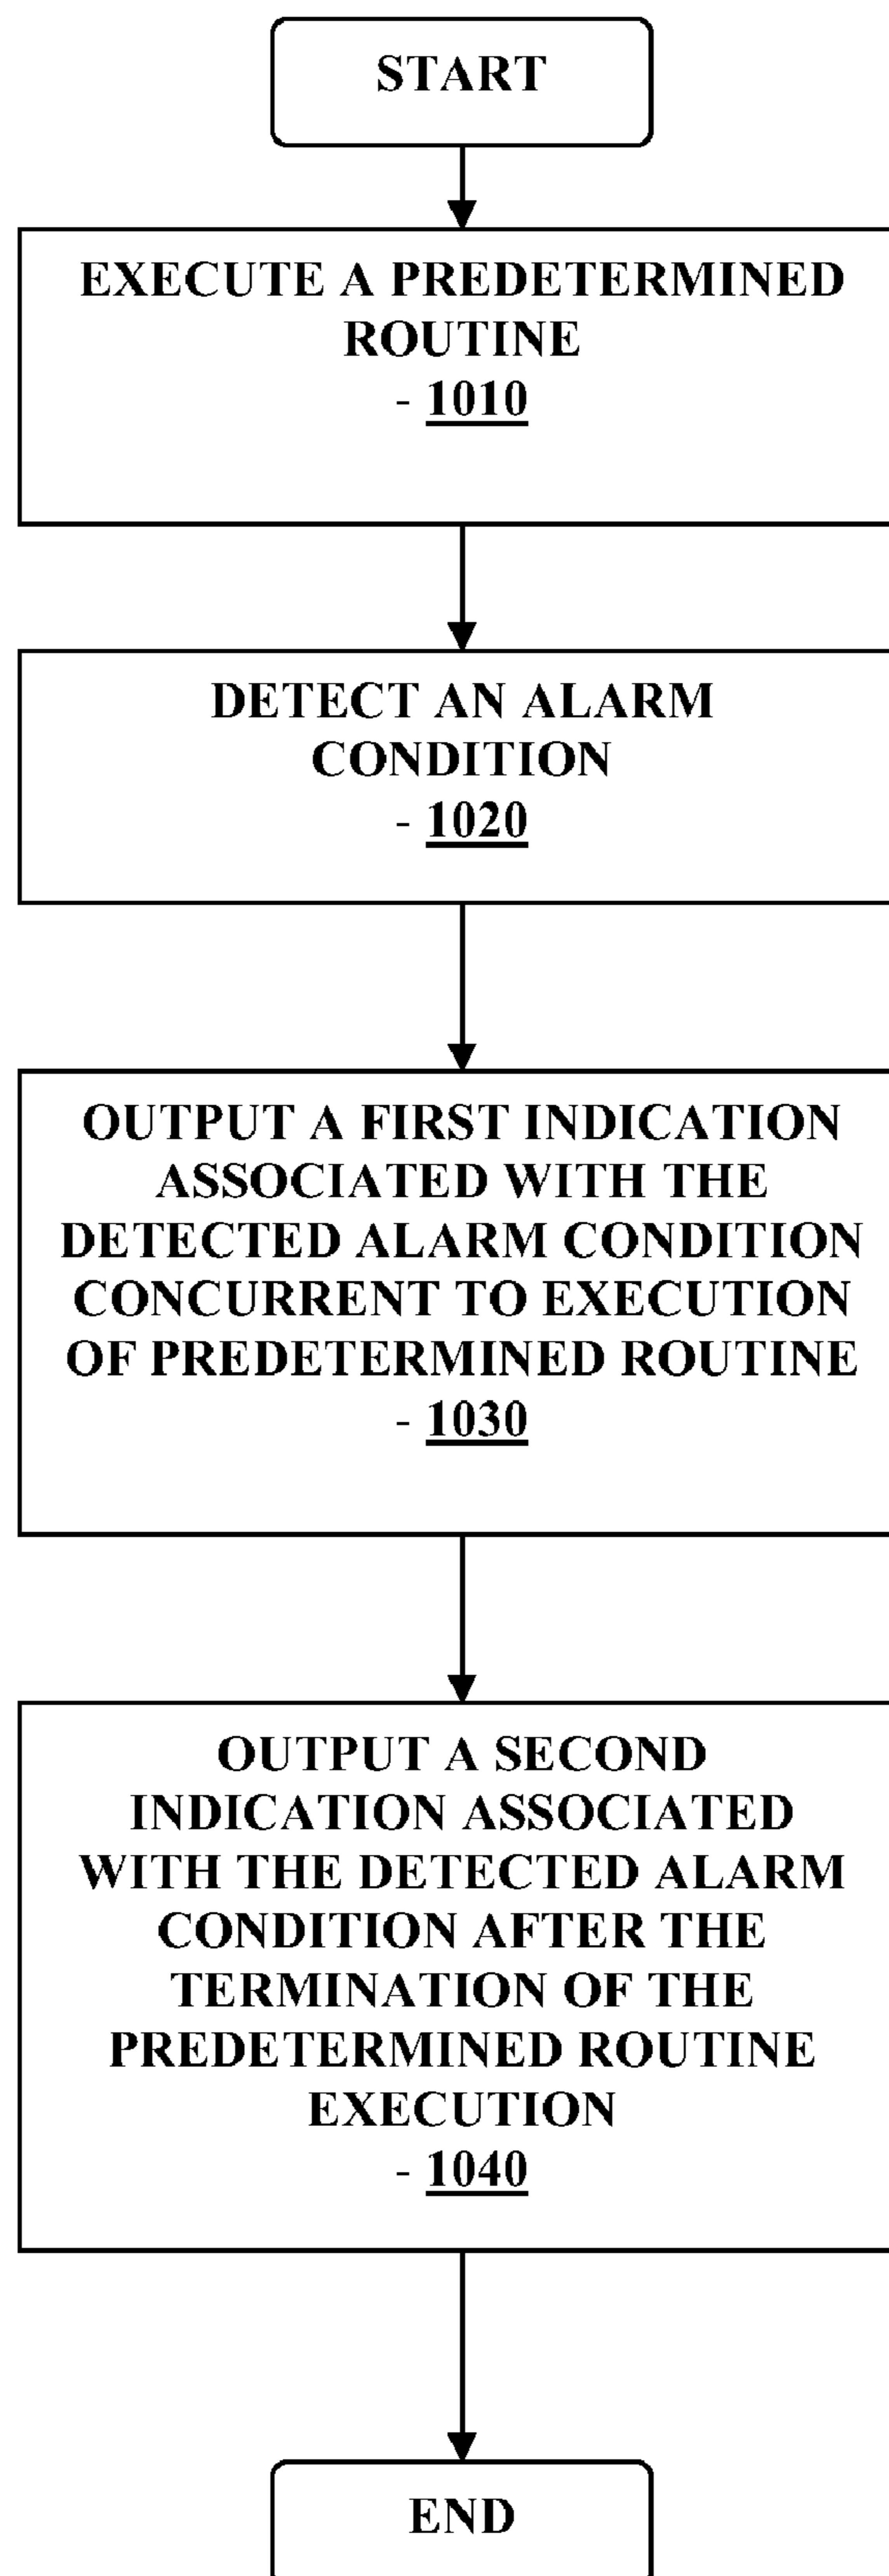 START
EXECUTE A PREDETERMINED
ROUTINE
- 1010
DETECT AN ALARM
CONDITION
- 1020
OUTPUT A FIRST INDICATION
ASSOCIATED WITH THE
DETECTED ALARM CONDITION
CONCURRENT TO EXECUTION
OF PREDETERMINED ROUTINE
- 1030
OUTPUT A SECOND
INDICATION ASSOCIATED
WITH THE DETECTED ALARM
CONDITION AFTER THE
TERMINATION OF THE
PREDETERMINED ROUTINE
EXECUTION
- 1040
END